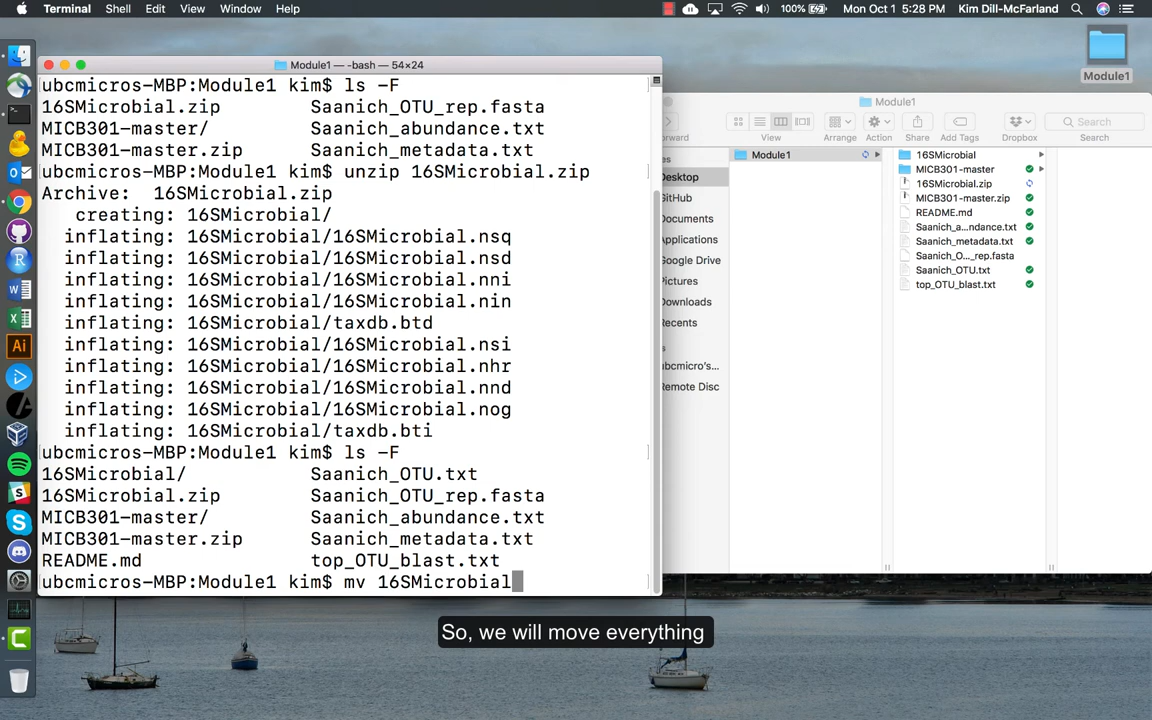 Terminal Shell Edit View Window Help 100% Mon Oct 1 5:28 PM Kim Dill-McFarland
Module1 — -bash — 54×24
ubcmicros-MBP:Module1 kim$ ls -F
16SMicrobial.zip Saanich_OTU_rep.fasta
MICB301-master/ Saanich_abundance.txt
MICB301-master.zip Saanich_metadata.txt
ubcmicros-MBP:Module1 kim$ unzip 16SMicrobial.zip
Archive: 16SMicrobial.zip
creating: 16SMicrobial/
inflating: 16SMicrobial/16SMicrobial.nsq
inflating: 16SMicrobial/16SMicrobial.nsd
inflating: 16SMicrobial/16SMicrobial.nni
inflating: 16SMicrobial/16SMicrobial.nin
inflating: 16SMicrobial/taxdb.btd
inflating: 16SMicrobial/16SMicrobial.nsi
inflating: 16SMicrobial/16SMicrobial.nhr
inflating: 16SMicrobial/16SMicrobial.nnd
inflating: 16SMicrobial/16SMicrobial.nog
inflating: 16SMicrobial/taxdb.bti
ubcmicros-MBP:Module1 kim$ ls -F
16SMicrobial/ Saanich_OTU.txt
16SMicrobial.zip Saanich_OTU_rep.fasta
MICB301-master/ Saanich_abundance.txt
MICB301-master.zip Saanich_metadata.txt
README.md top_OTU_blast.txt
ubcmicros-MBP:Module1 kim$ mv 16SMicrobial
Module1
Module1
orward View Arrange Action Share Add Tags Dropbox Search
Search
es
Desktop
GitHub
Documents
Applications
Google Drive
Pictures
Downloads
Recents
s
ubcmicro's...
Remote Disc
Module1
16SMicrobial
MICB301-master
16SMicrobial.zip
MICB301-master.zip
README.md
Saanich_a...ndance.txt
Saanich_metadata.txt
Saanich_O..._rep.fasta
Saanich_OTU.txt
top_OTU_blast.txt
Ai
So, we will move everything